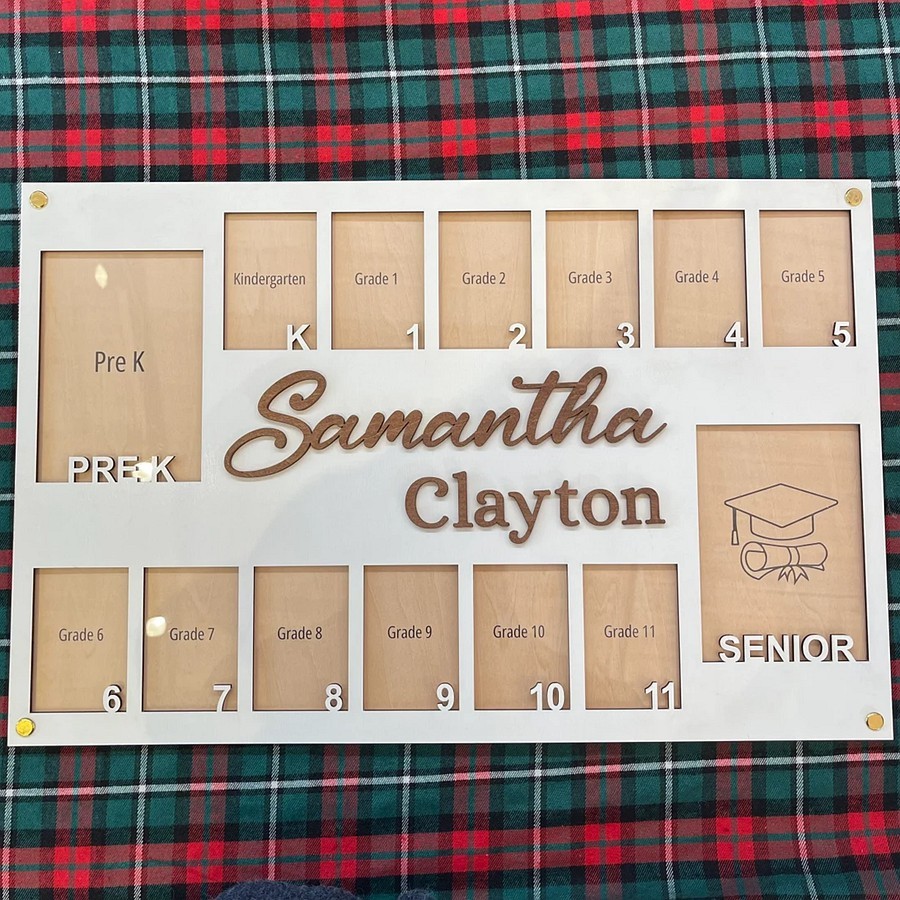 Pre K
PRE-K
Kindergarten
K
Grade 1
1
Grade 2
2
Grade 3
3
Grade 4
4
Grade 5
5
Samantha
Clayton
Grade 6
6
Grade 7
7
Grade 8
8
Grade 9
9
Grade 10
10
Grade 11
11
SENIOR